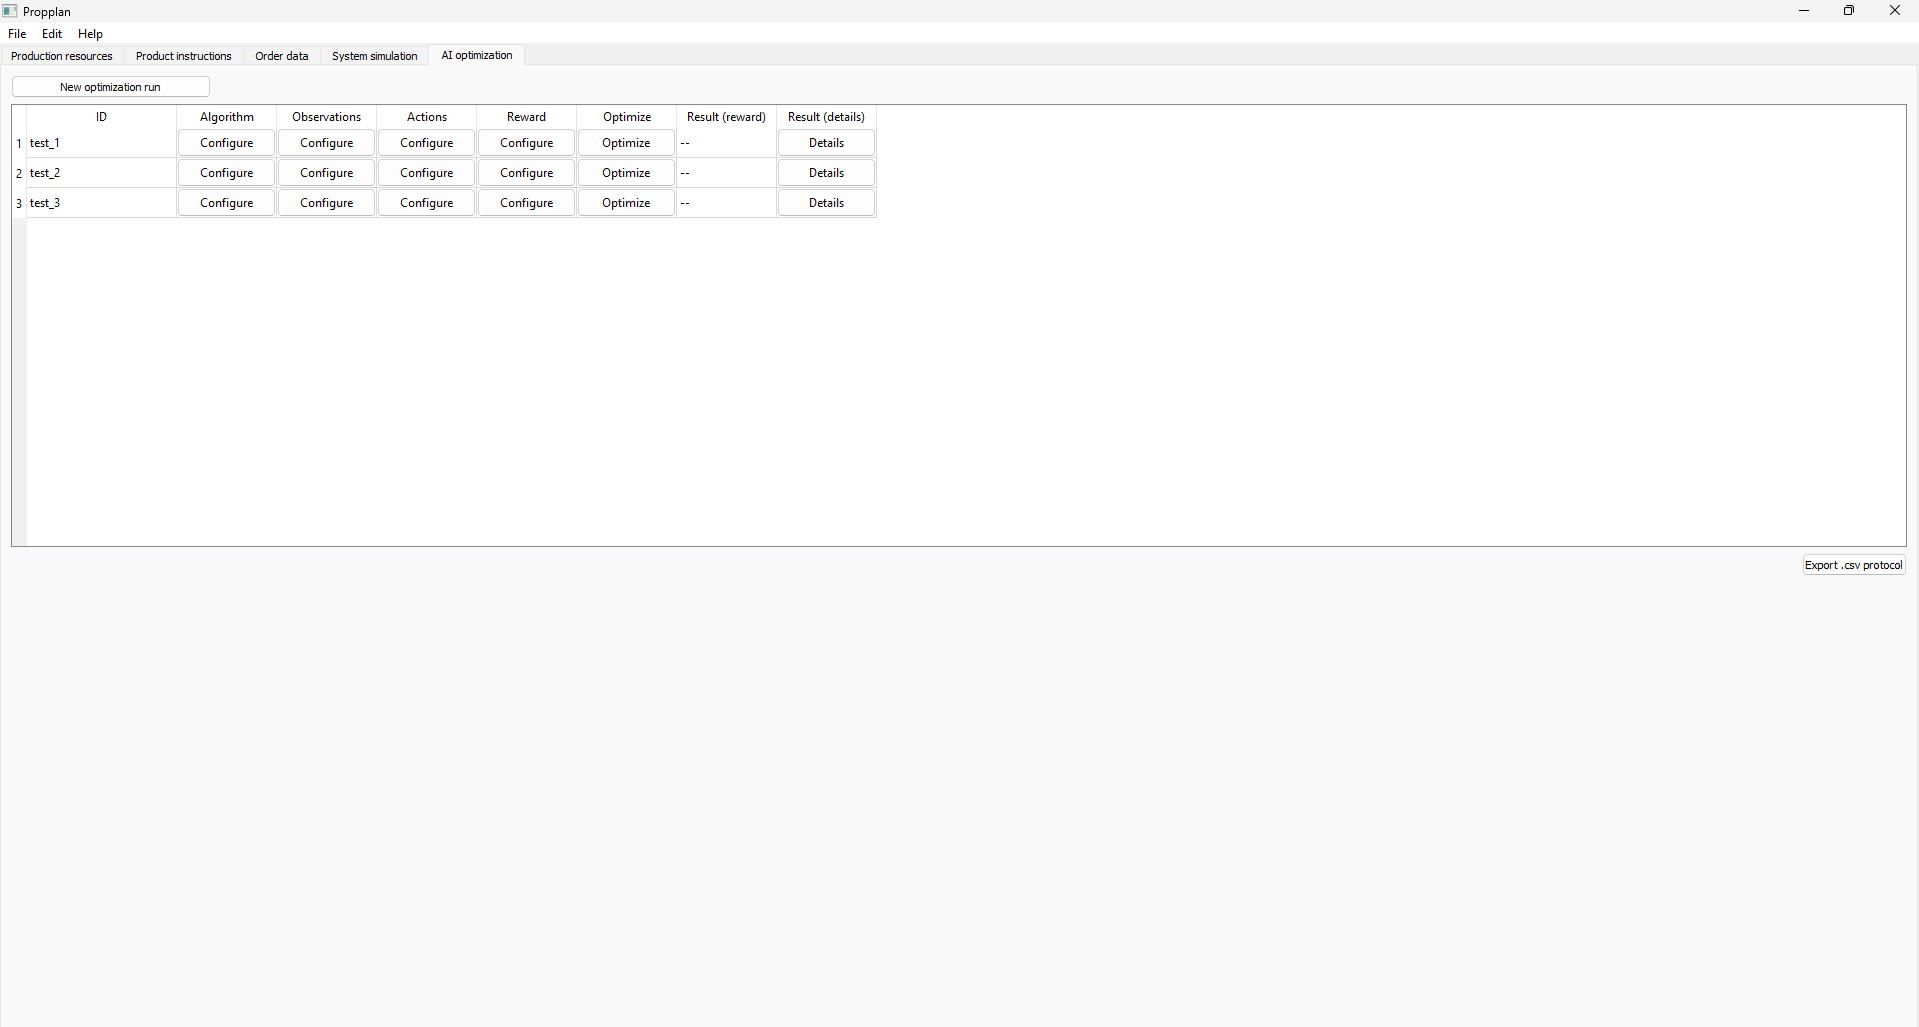 Propplan
File Edit Help
Production resources Product instructions Order data System simulation AI optimization
New optimization run
ID Algorithm Observations Actions Reward Optimize Result (reward) Result (details)
1 test_1 Configure Configure Configure Configure Optimize -- Details
2 test_2 Configure Configure Configure Configure Optimize -- Details
3 test_3 Configure Configure Configure Configure Optimize -- Details
Export .csv protocol